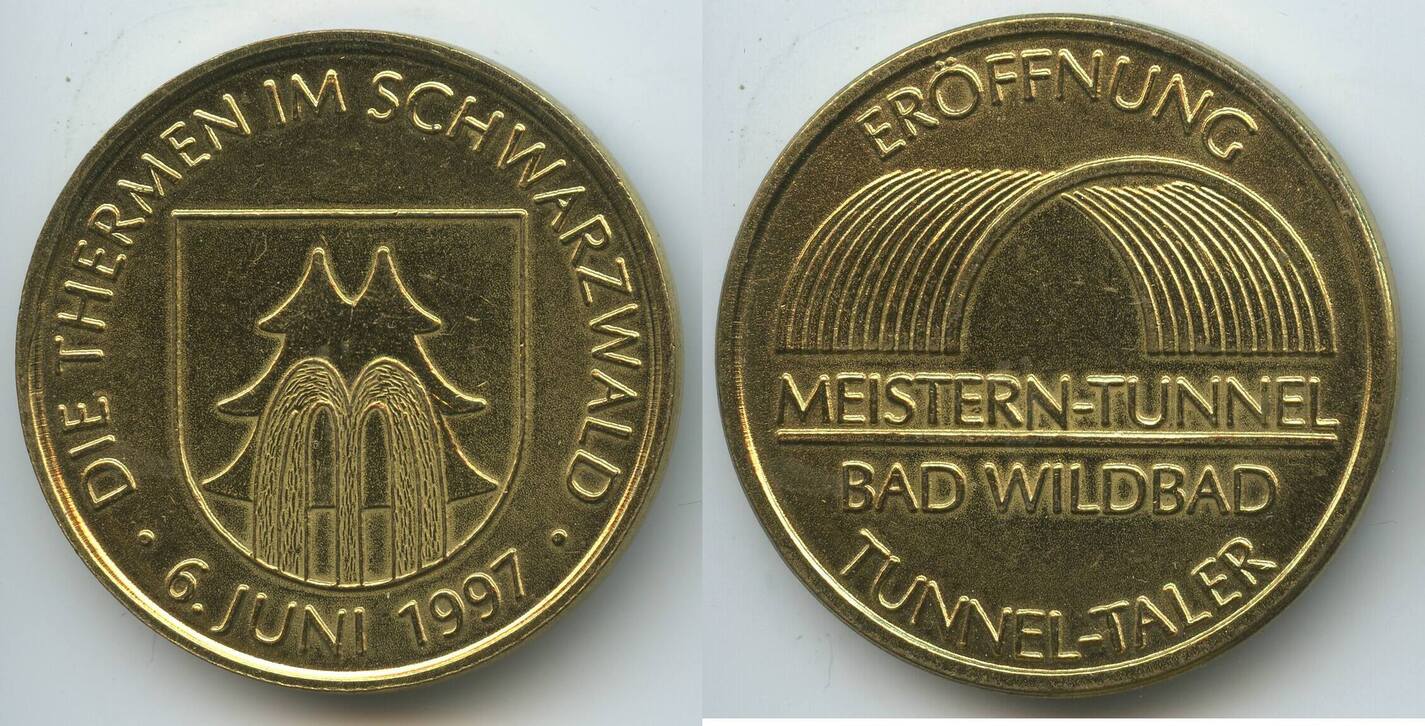 DIE THERMEN IM SCHWARZWALD
· 6. JUNI 1997 ·
ERÖFFNUNG
MEISTERN-TUNNEL
BAD WILDBAD
TUNNEL-TALER